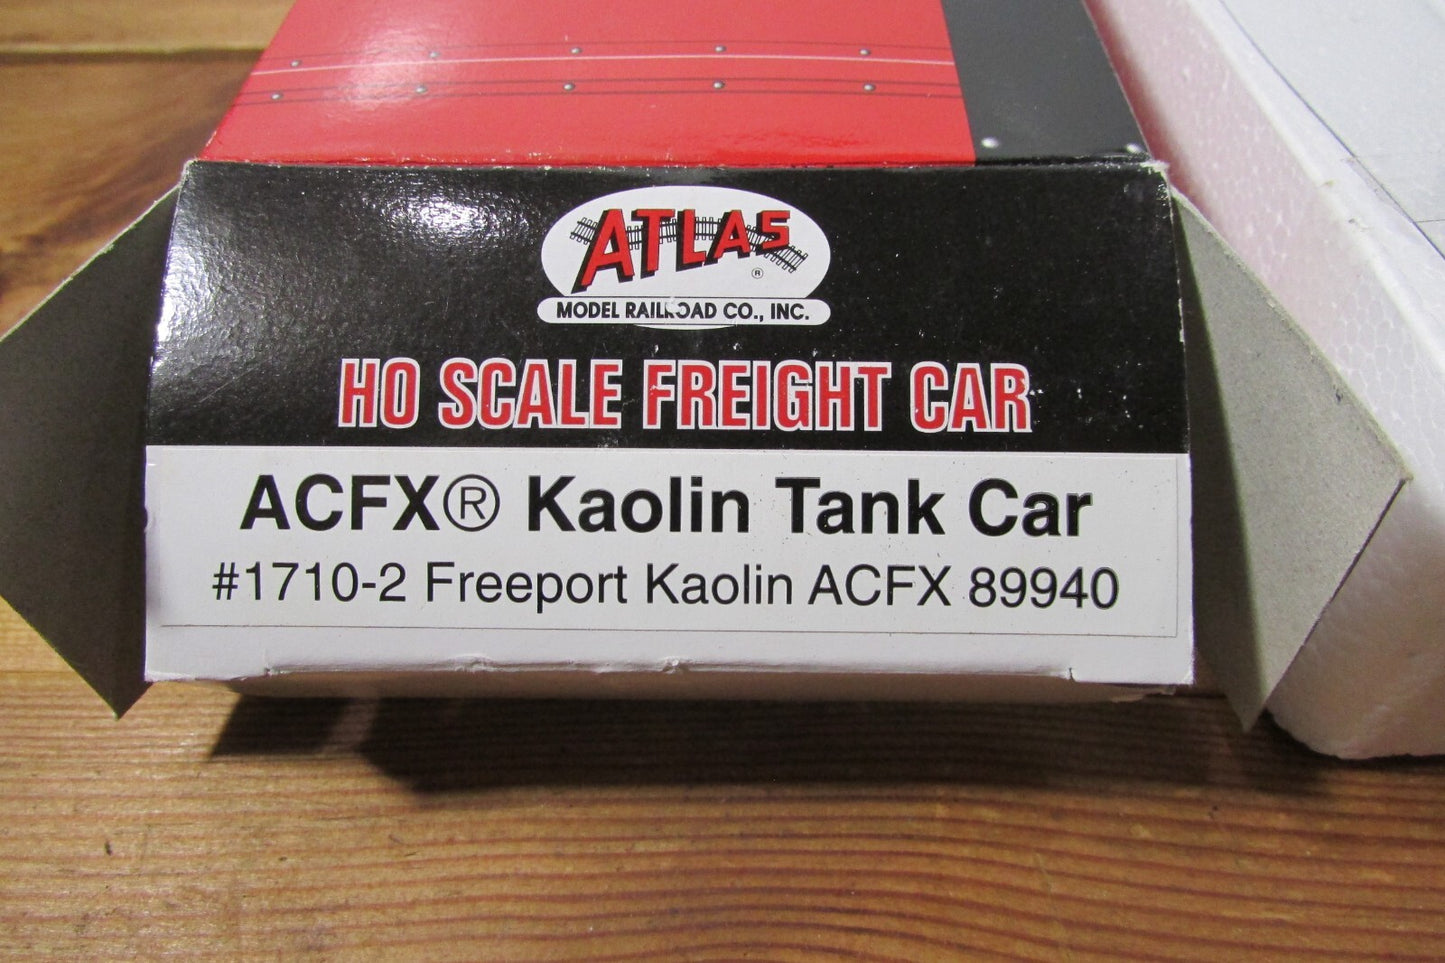 ATLAS
®
MODEL RAILROAD CO., INC.
HO SCALE FREIGHT CAR
ACFX® Kaolin Tank Car
#1710-2 Freeport Kaolin ACFX 89940